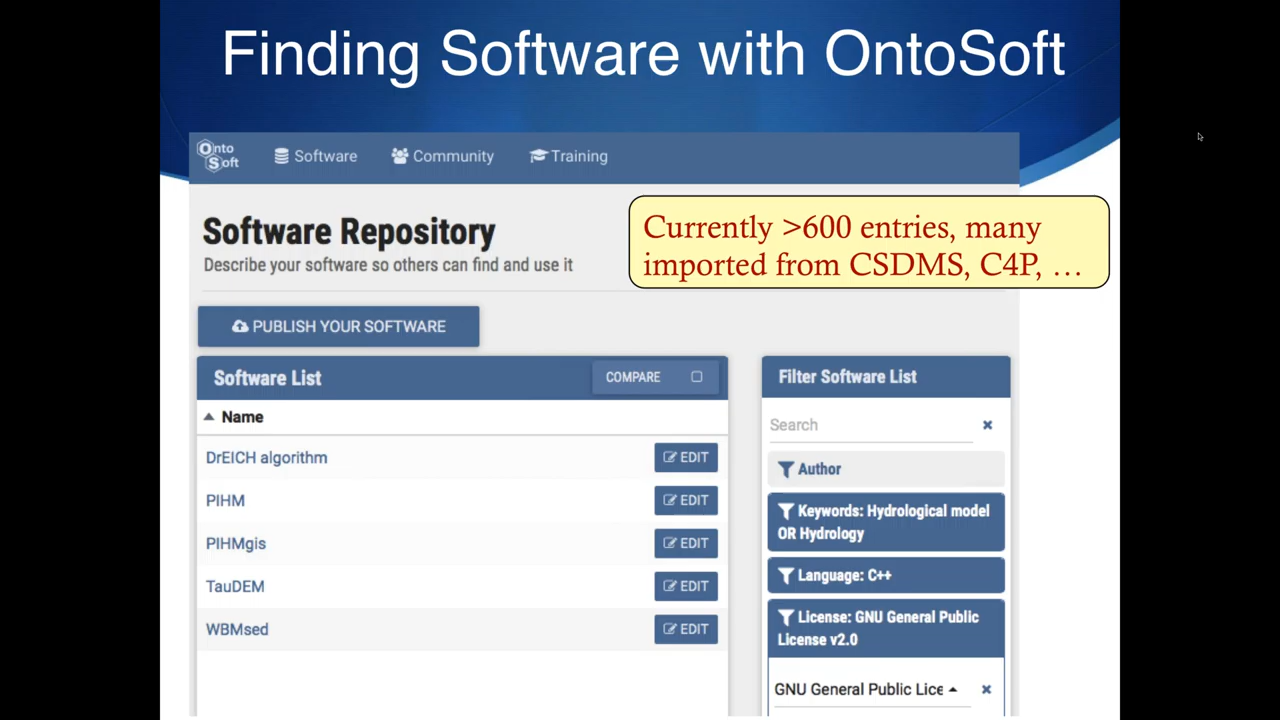 Finding Software with OntoSoft
Onto
Soft
Software
Community
Training
Software Repository
Describe your software so others can find and use it
Currently >600 entries, many
imported from CSDMS, C4P, …
PUBLISH YOUR SOFTWARE
Software List
COMPARE
Name
DrEICH algorithm
EDIT
PIHM
EDIT
PIHMgis
EDIT
TauDEM
EDIT
WBMsed
EDIT
Filter Software List
Search
Author
Keywords: Hydrological model
OR Hydrology
Language: C++
License: GNU General Public
License v2.0
GNU General Public Lice